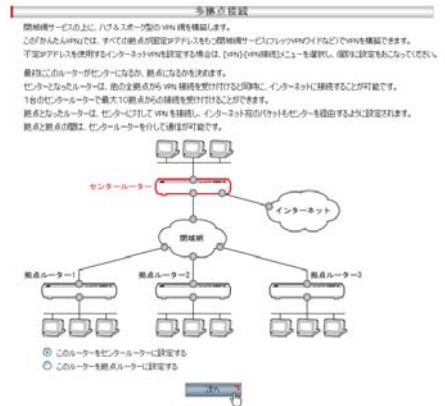 多拠点接続
閉域網サービスの上に、ハブ&スポーク型の VPN 網を構築します。
この「かんたんVPN」では、すべての拠点が固定IPアドレスをもつ閉域網サービス(フレッツVPNワイドなど)でVPNを構築できます。
不定IPアドレスを使用するインターネットVPNを設定する場合は、[VPN]-[VPN接続]メニューを選択し、個別に設定をおこなってください。
最初にこのルーターがセンターになるか、拠点になるかを決めます。
センターとなったルーターは、他の全拠点から VPN 接続を受け付けると同時に、インターネットに接続することが可能です。
1台のセンタールーターで最大10拠点からの接続を受け付けることができます。
拠点となったルーターは、センターに対して VPN を接続し、インターネット宛のパケットもセンターを経由するように設定されます。
拠点と拠点の間は、センタールーターを介して通信が可能です。
センタールーター
インターネット
閉域網
拠点ルーター1
拠点ルーター2
拠点ルーター3
このルーターをセンタールーターに設定する
このルーターを拠点ルーターに設定する
次へ